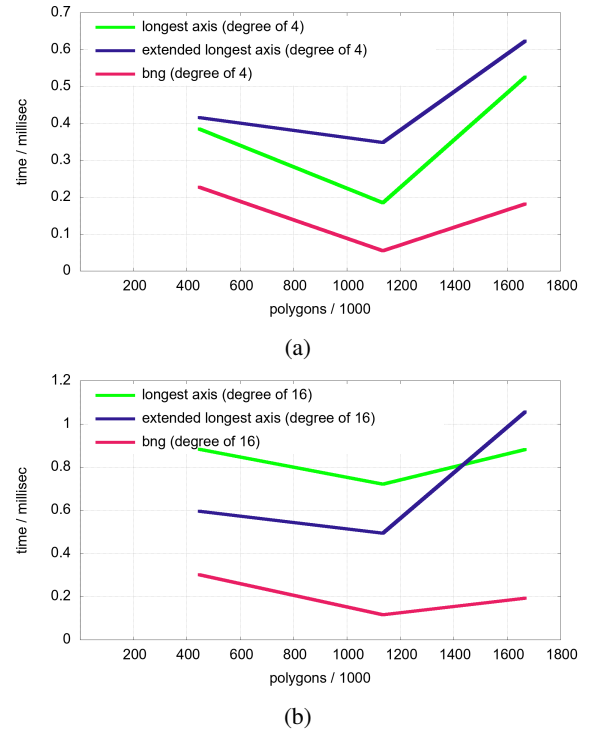 0.7
0.6
0.5
0.4
0.3
0.2
0.1
0
time / millisec
longest axis (degree of 4)
extended longest axis (degree of 4)
bng (degree of 4)
200 400 600 800 1000 1200 1400 1600 1800
polygons / 1000
(a)
1.2
1
0.8
0.6
0.4
0.2
0
time / millisec
longest axis (degree of 16)
extended longest axis (degree of 16)
bng (degree of 16)
200 400 600 800 1000 1200 1400 1600 1800
polygons / 1000
(b)